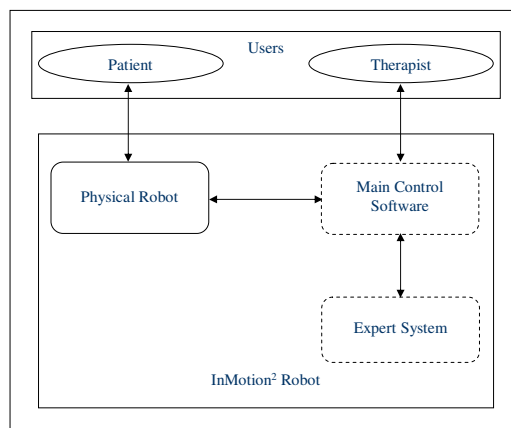 Users
Patient
Therapist
Physical Robot
Main Control
Software
Expert System
InMotion² Robot